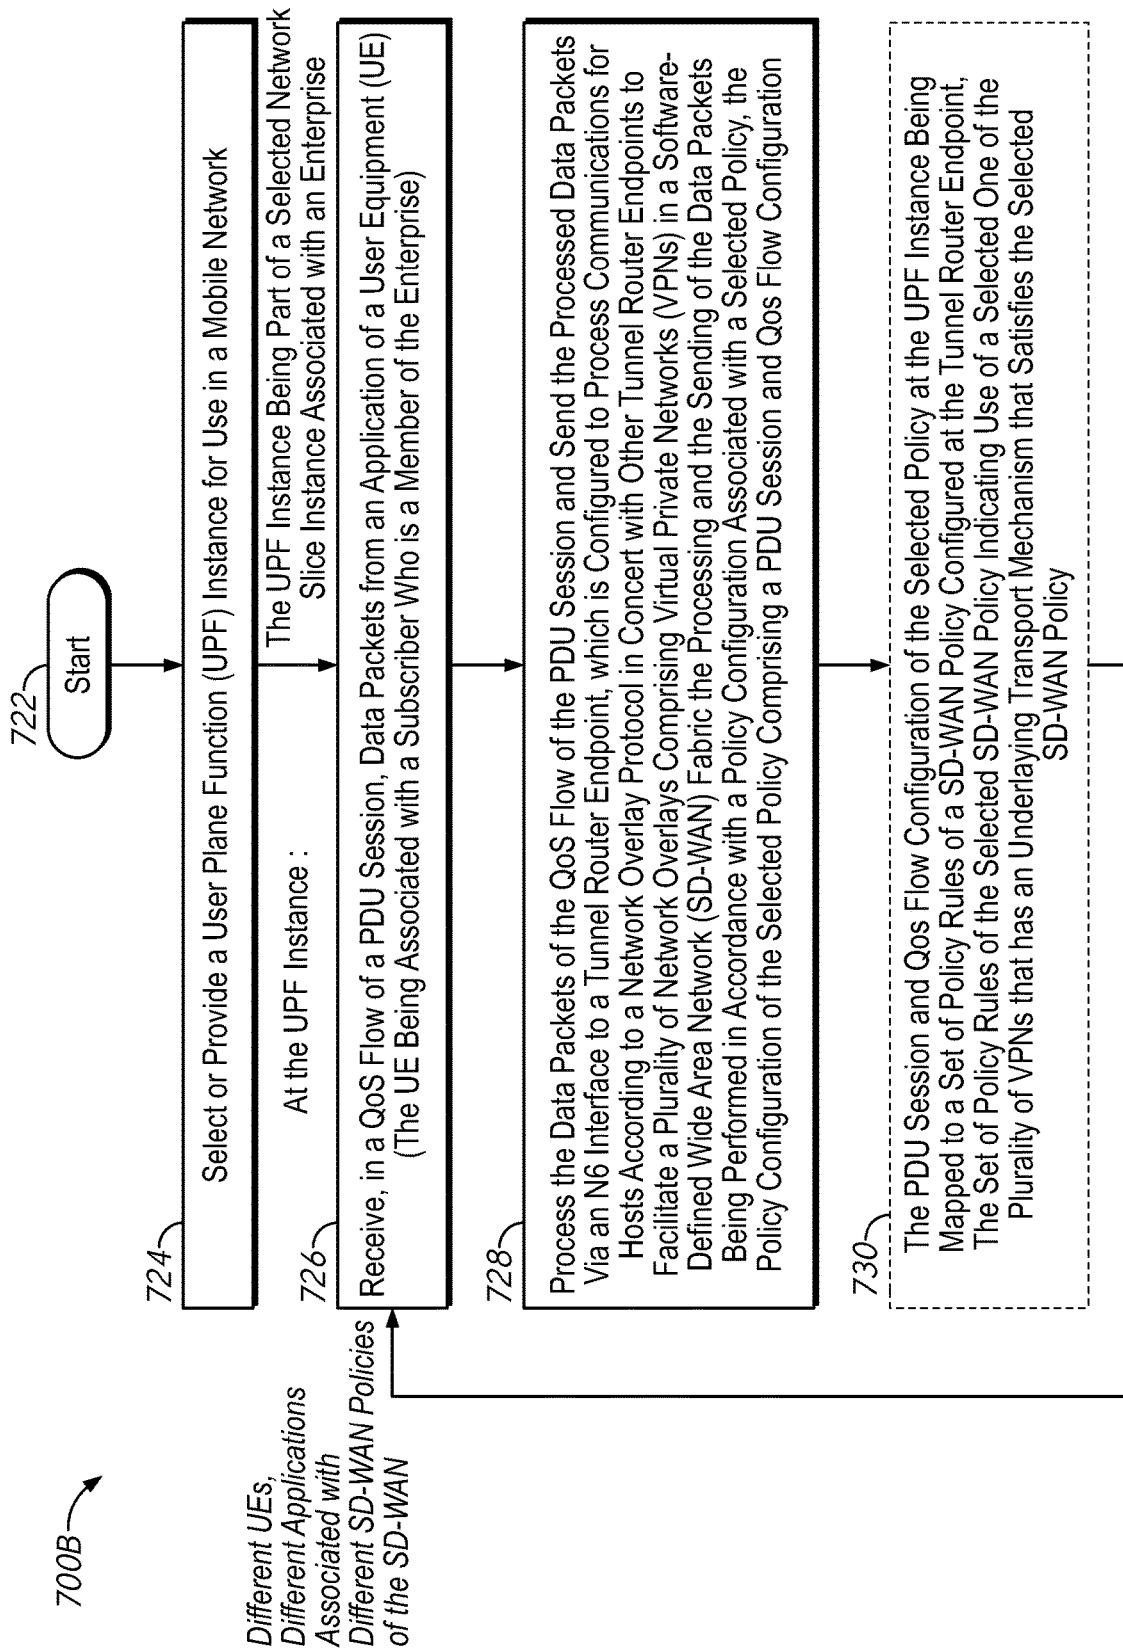 700B
722
Start
724
Select or Provide a User Plane Function (UPF) Instance for Use in a Mobile Network
The UPF Instance Being Part of a Selected Network
Slice Instance Associated with an Enterprise
At the UPF Instance :
Different UEs,
Different Applications
Associated with
Different SD-WAN Policies
of the SD-WAN
726
Receive, in a QoS Flow of a PDU Session, Data Packets from an Application of a User Equipment (UE)
(The UE Being Associated with a Subscriber Who is a Member of the Enterprise)
728
Process the Data Packets of the QoS Flow of the PDU Session and Send the Processed Data Packets
Via an N6 Interface to a Tunnel Router Endpoint, which is Configured to Process Communications for
Hosts According to a Network Overlay Protocol in Concert with Other Tunnel Router Endpoints to
Facilitate a Plurality of Network Overlays Comprising Virtual Private Networks (VPNs) in a Software-
Defined Wide Area Network (SD-WAN) Fabric the Processing and the Sending of the Data Packets
Being Performed in Accordance with a Policy Configuration Associated with a Selected Policy, the
Policy Configuration of the Selected Policy Comprising a PDU Session and QoS Flow Configuration
730
The PDU Session and Qos Flow Configuration of the Selected Policy at the UPF Instance Being
Mapped to a Set of Policy Rules of a SD-WAN Policy Configured at the Tunnel Router Endpoint,
The Set of Policy Rules of the Selected SD-WAN Policy Indicating Use of a Selected One of the
Plurality of VPNs that has an Underlaying Transport Mechanism that Satisfies the Selected
SD-WAN Policy